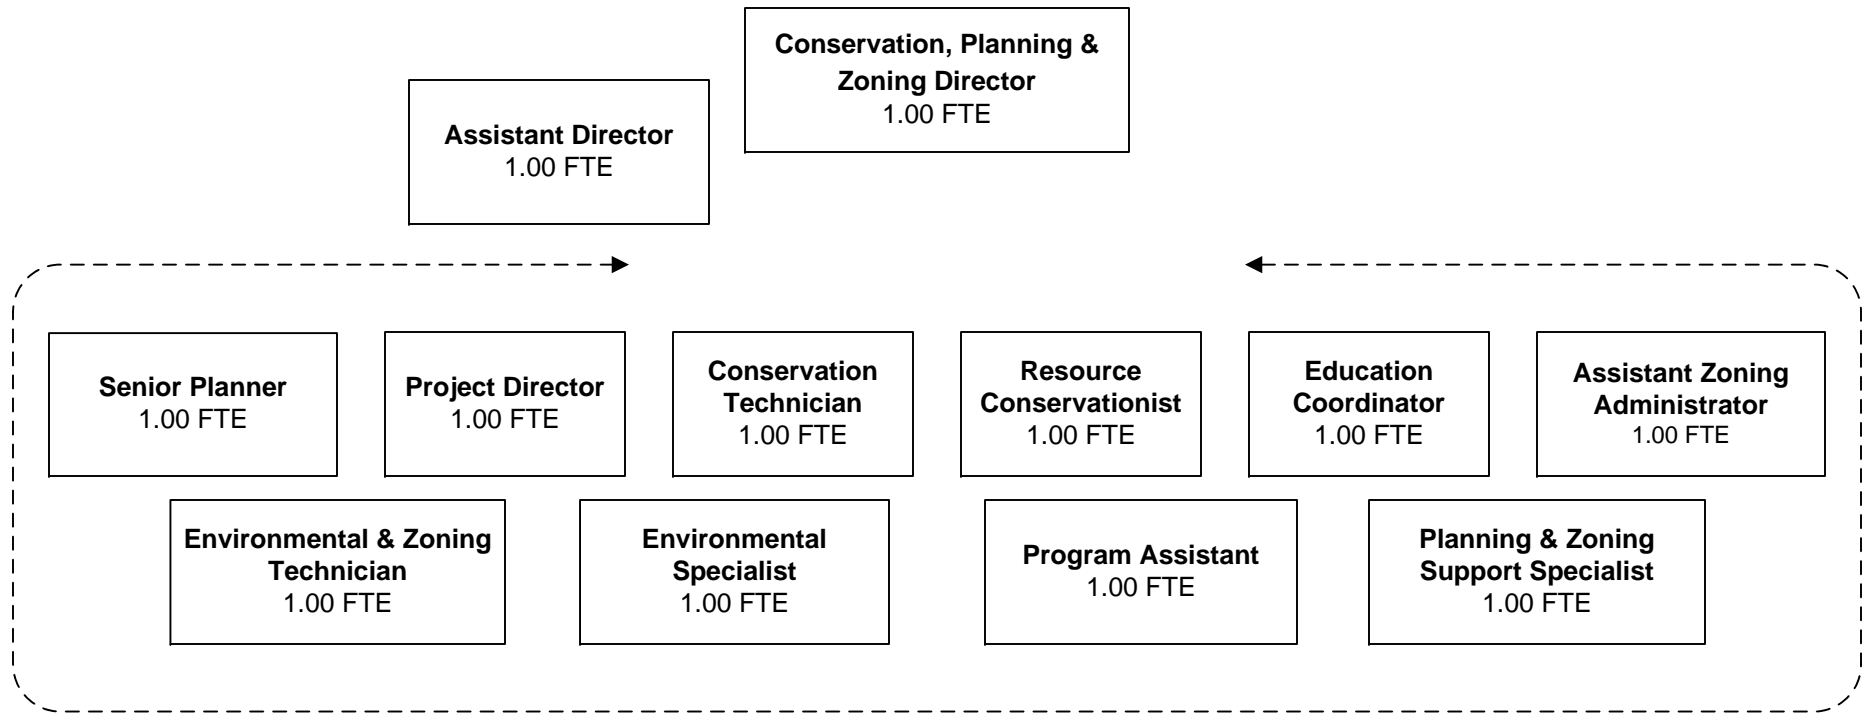 Conservation, Planning &
Zoning Director
1.00 FTE
Assistant Director
1.00 FTE
Senior Planner
1.00 FTE
Project Director
1.00 FTE
Conservation
Technician
1.00 FTE
Resource
Conservationist
1.00 FTE
Education
Coordinator
1.00 FTE
Assistant Zoning
Administrator
1.00 FTE
Environmental & Zoning
Technician
1.00 FTE
Environmental
Specialist
1.00 FTE
Program Assistant
1.00 FTE
Planning & Zoning
Support Specialist
1.00 FTE